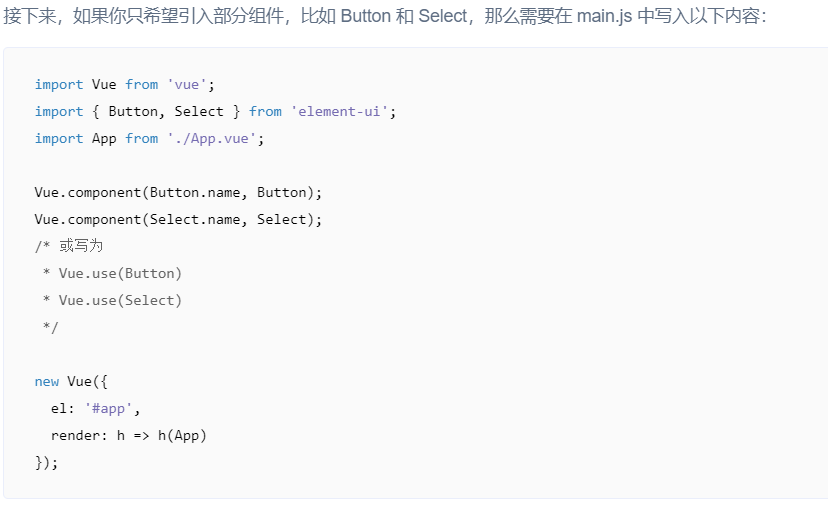 接下来，如果你只希望引入部分组件，比如 Button 和 Select，那么需要在 main.js 中写入以下内容：
import Vue from 'vue';
import { Button, Select } from 'element-ui';
import App from './App.vue';
Vue.component(Button.name, Button);
Vue.component(Select.name, Select);
/* 或写为
 * Vue.use(Button)
 * Vue.use(Select)
 */
new Vue({
  el: '#app',
  render: h => h(App)
});